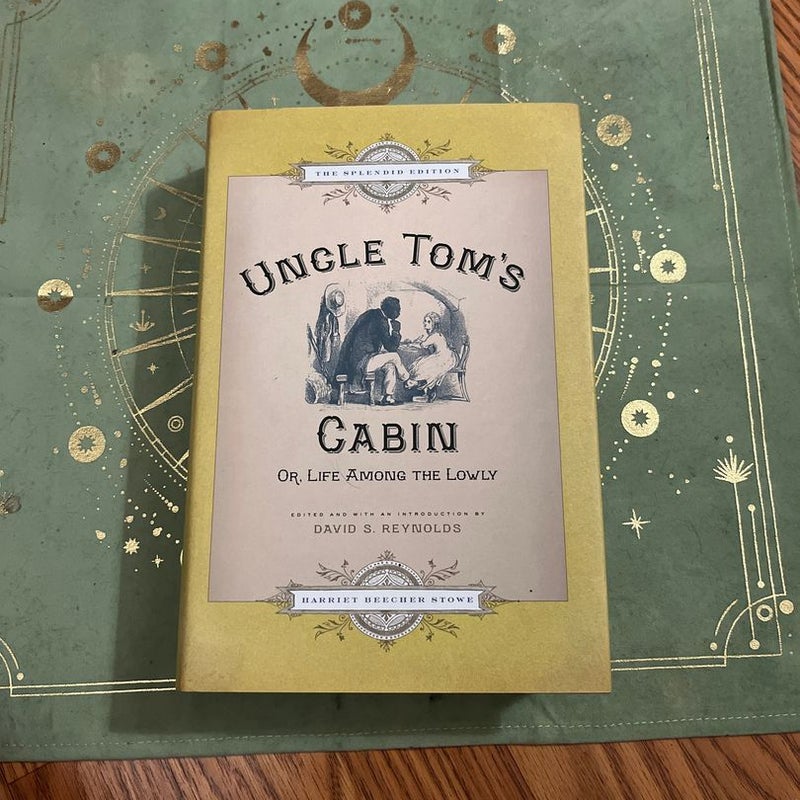 THE SPLENDID EDITION
UNCLE TOM'S
CABIN
OR, LIFE AMONG THE LOWLY
EDITED AND WITH AN INTRODUCTION BY
DAVID S. REYNOLDS
HARRIET BEECHER STOWE